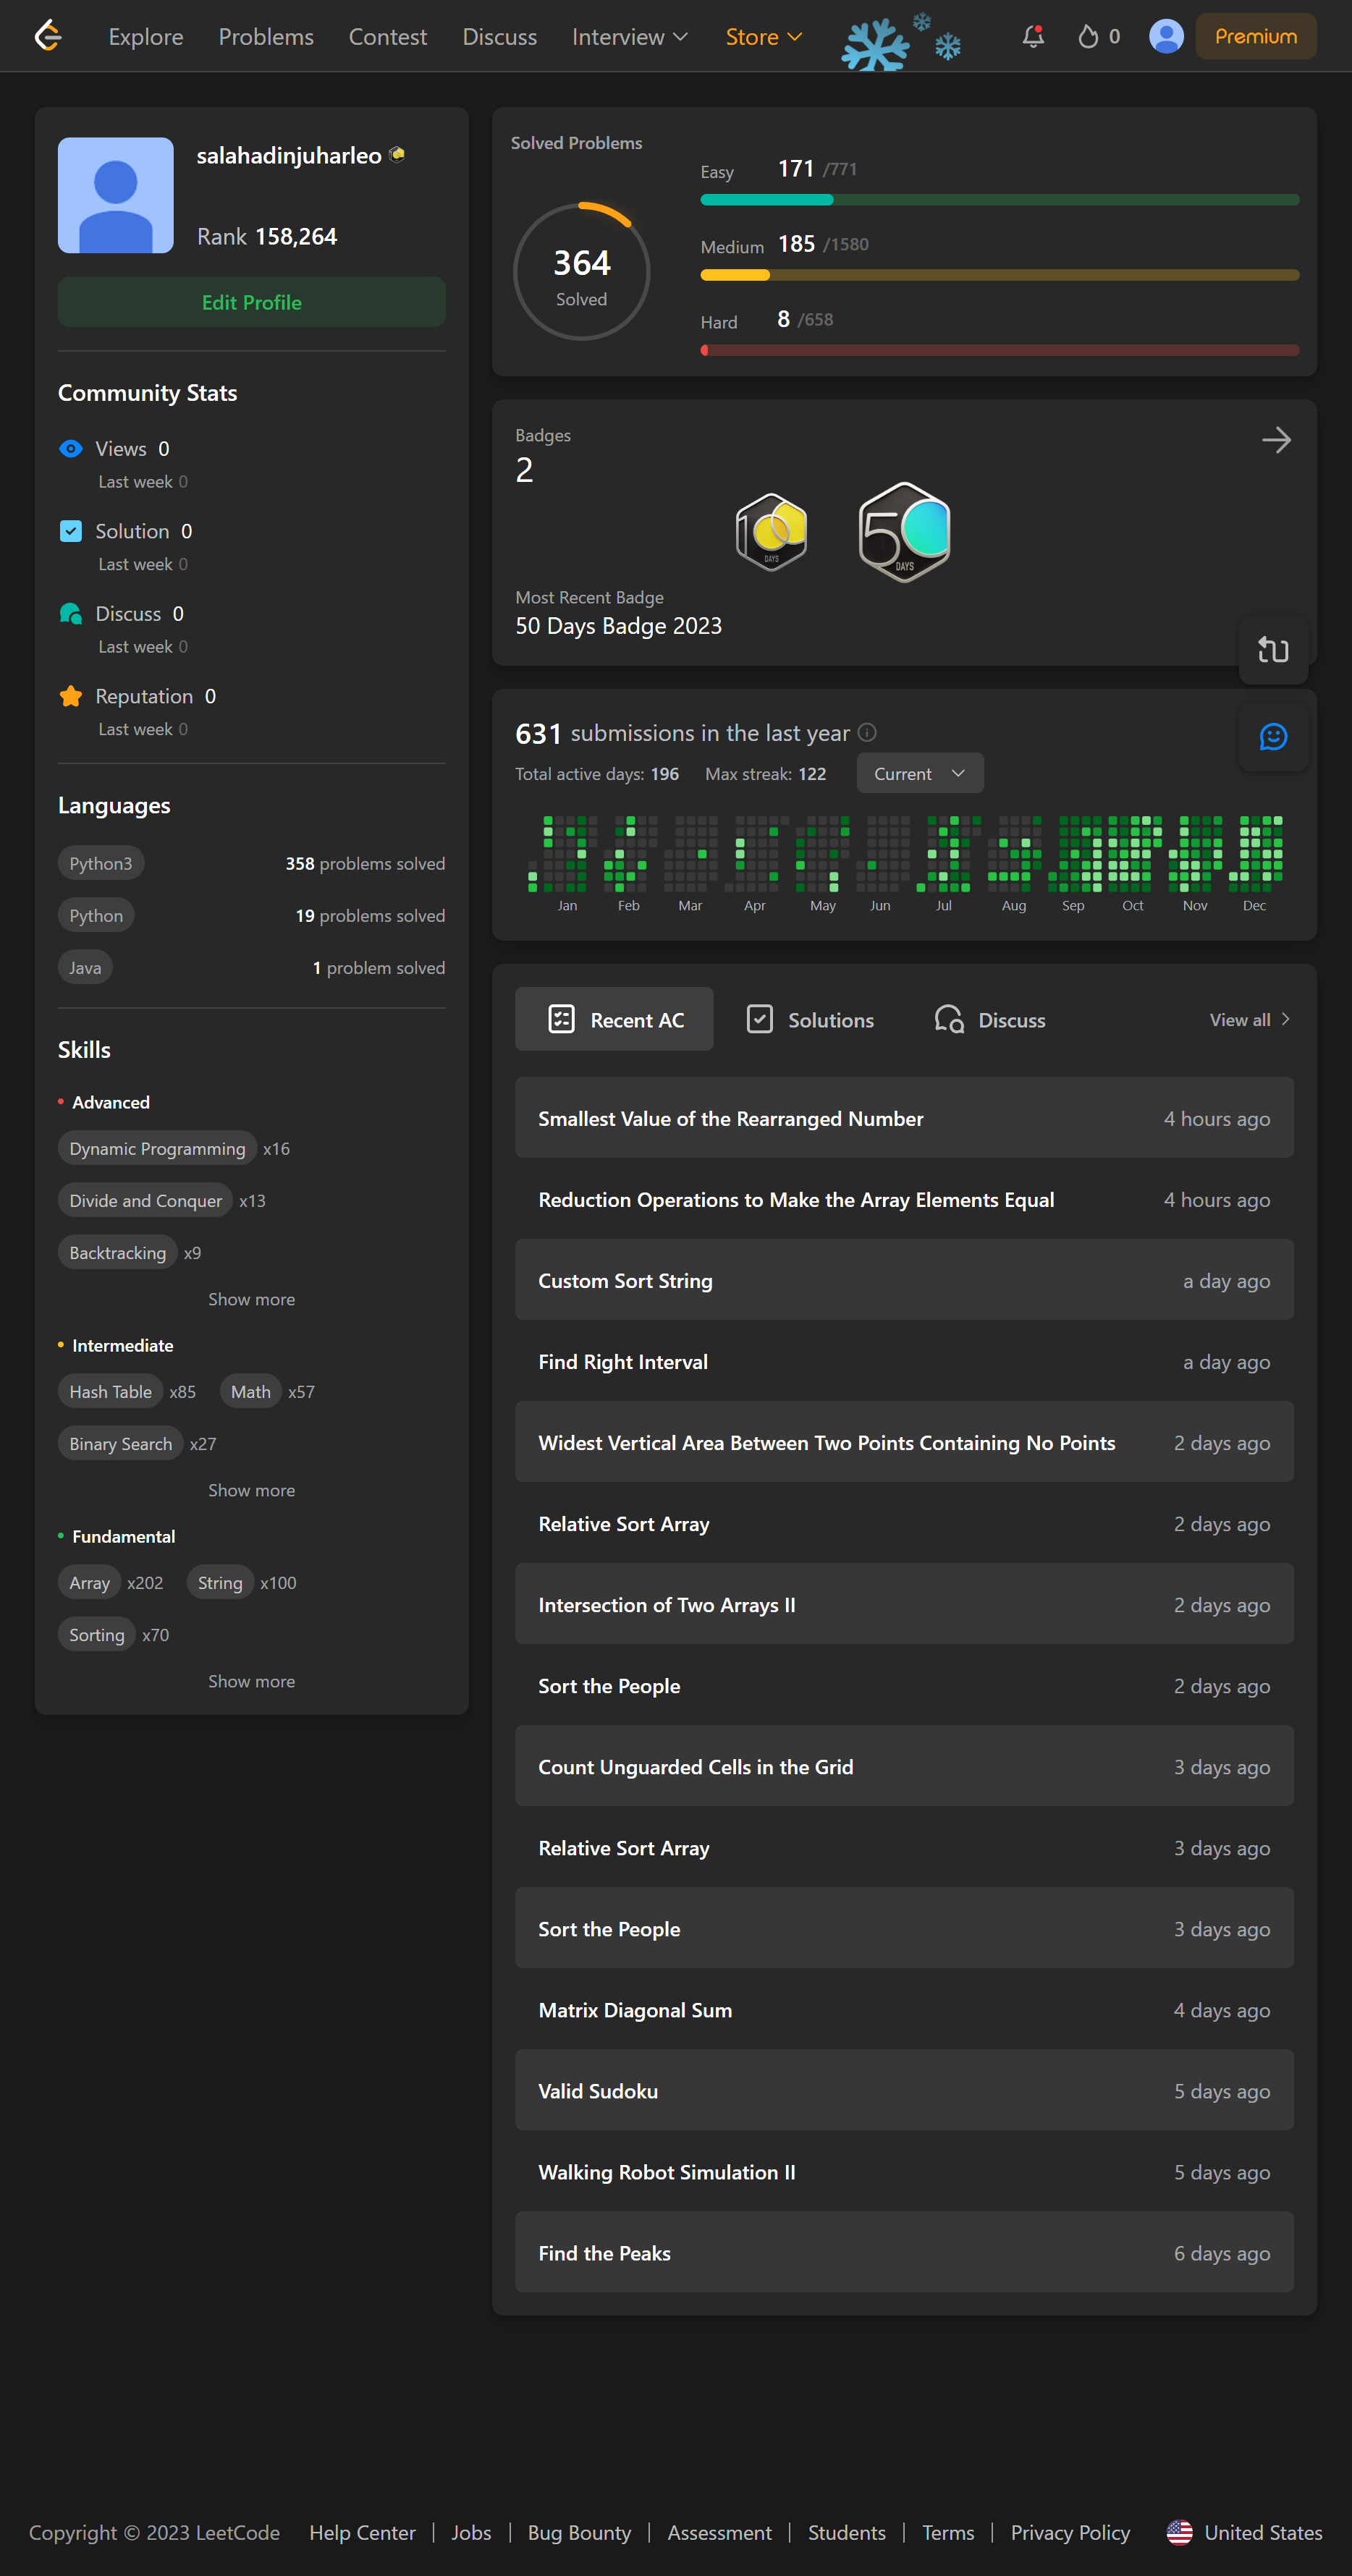 Explore Problems Contest Discuss Interview Store 0 Premium
salahadinjuharleo
Rank 158,264
Edit Profile
Community Stats
Views 0
Last week 0
Solution 0
Last week 0
Discuss 0
Last week 0
Reputation 0
Last week 0
Languages
Python3 358 problems solved
Python 19 problems solved
Java 1 problem solved
Skills
Advanced
Dynamic Programming x16
Divide and Conquer x13
Backtracking x9
Show more
Intermediate
Hash Table x85 Math x57
Binary Search x27
Show more
Fundamental
Array x202 String x100
Sorting x70
Show more
Solved Problems
364
Solved
Easy 171 /771
Medium 185 /1580
Hard 8 /658
Badges
2
100 DAYS
50 DAYS
Most Recent Badge
50 Days Badge 2023
631 submissions in the last year
Total active days: 196 Max streak: 122 Current
Jan Feb Mar Apr May Jun Jul Aug Sep Oct Nov Dec
Recent AC Solutions Discuss View all
Smallest Value of the Rearranged Number 4 hours ago
Reduction Operations to Make the Array Elements Equal 4 hours ago
Custom Sort String a day ago
Find Right Interval a day ago
Widest Vertical Area Between Two Points Containing No Points 2 days ago
Relative Sort Array 2 days ago
Intersection of Two Arrays II 2 days ago
Sort the People 2 days ago
Count Unguarded Cells in the Grid 3 days ago
Relative Sort Array 3 days ago
Sort the People 3 days ago
Matrix Diagonal Sum 4 days ago
Valid Sudoku 5 days ago
Walking Robot Simulation II 5 days ago
Find the Peaks 6 days ago
Copyright © 2023 LeetCode Help Center | Jobs | Bug Bounty | Assessment | Students | Terms | Privacy Policy United States